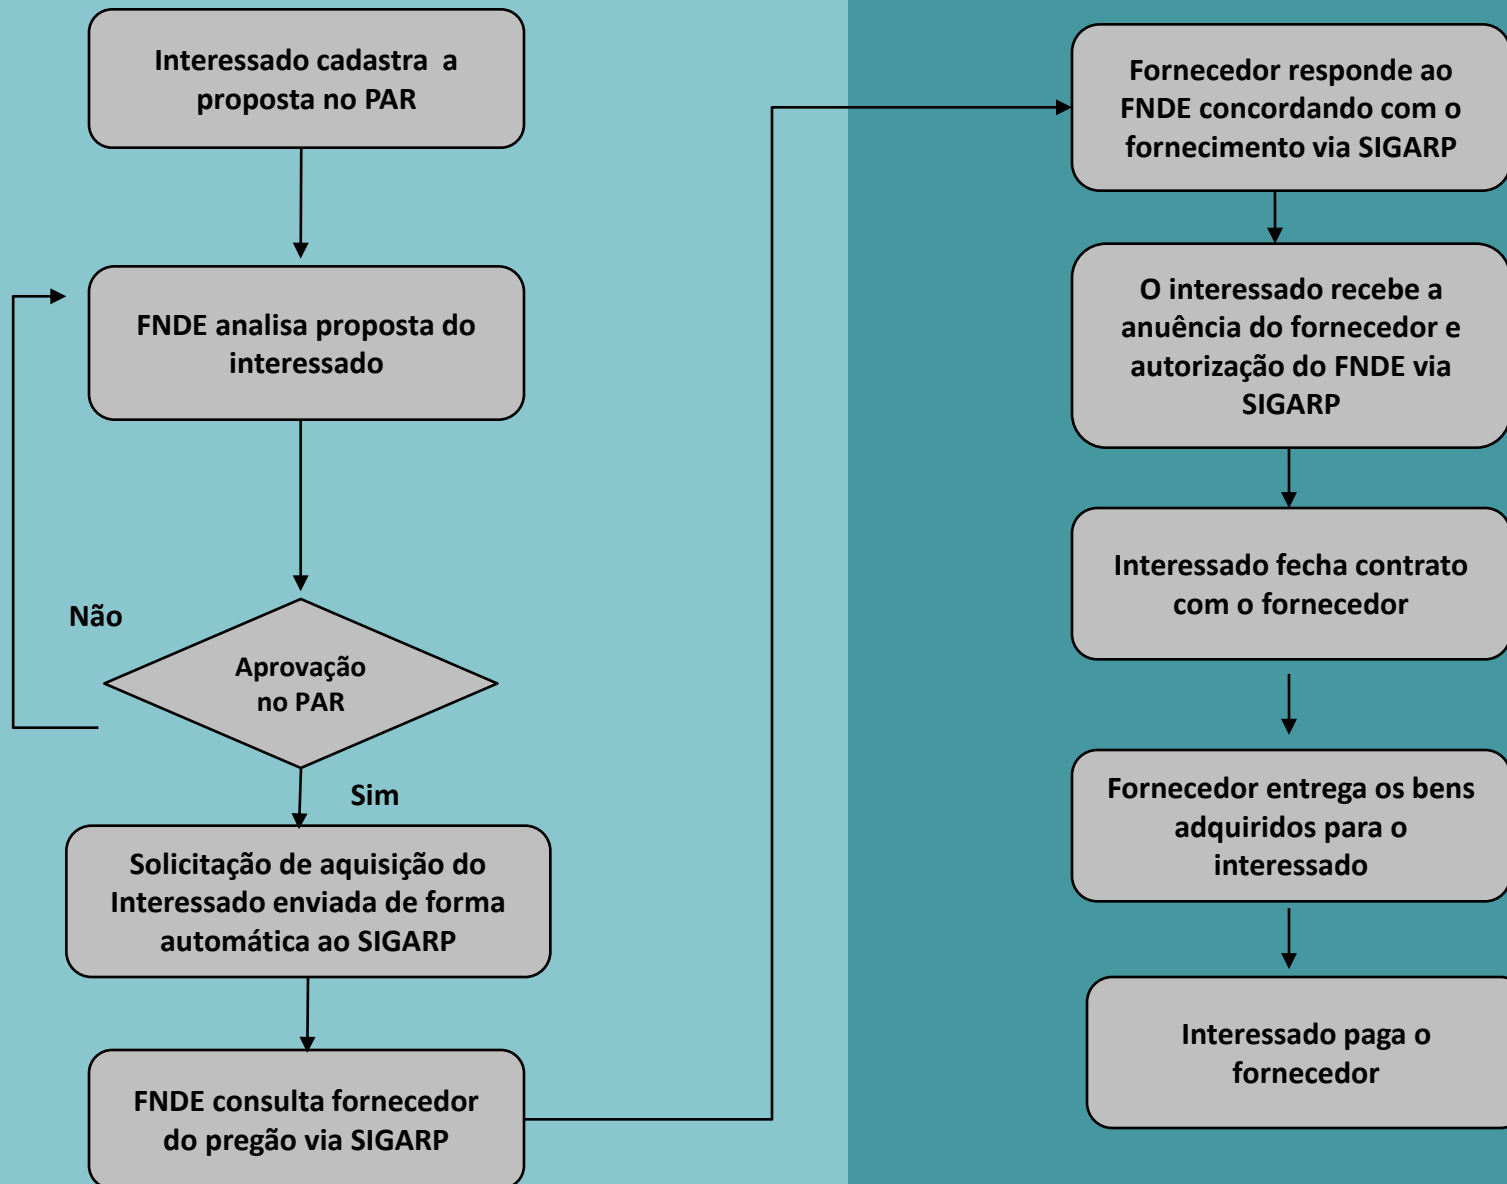 Interessado cadastra a
proposta no PAR
FNDE analisa proposta do
interessado
Não
Aprovação
no PAR
Sim
Solicitação de aquisição do
Interessado enviada de forma
automática ao SIGARP
FNDE consulta fornecedor
do pregão via SIGARP
Fornecedor responde ao
FNDE concordando com o
fornecimento via SIGARP
O interessado recebe a
anuência do fornecedor e
autorização do FNDE via
SIGARP
Interessado fecha contrato
com o fornecedor
Fornecedor entrega os bens
adquiridos para o
interessado
Interessado paga o
fornecedor